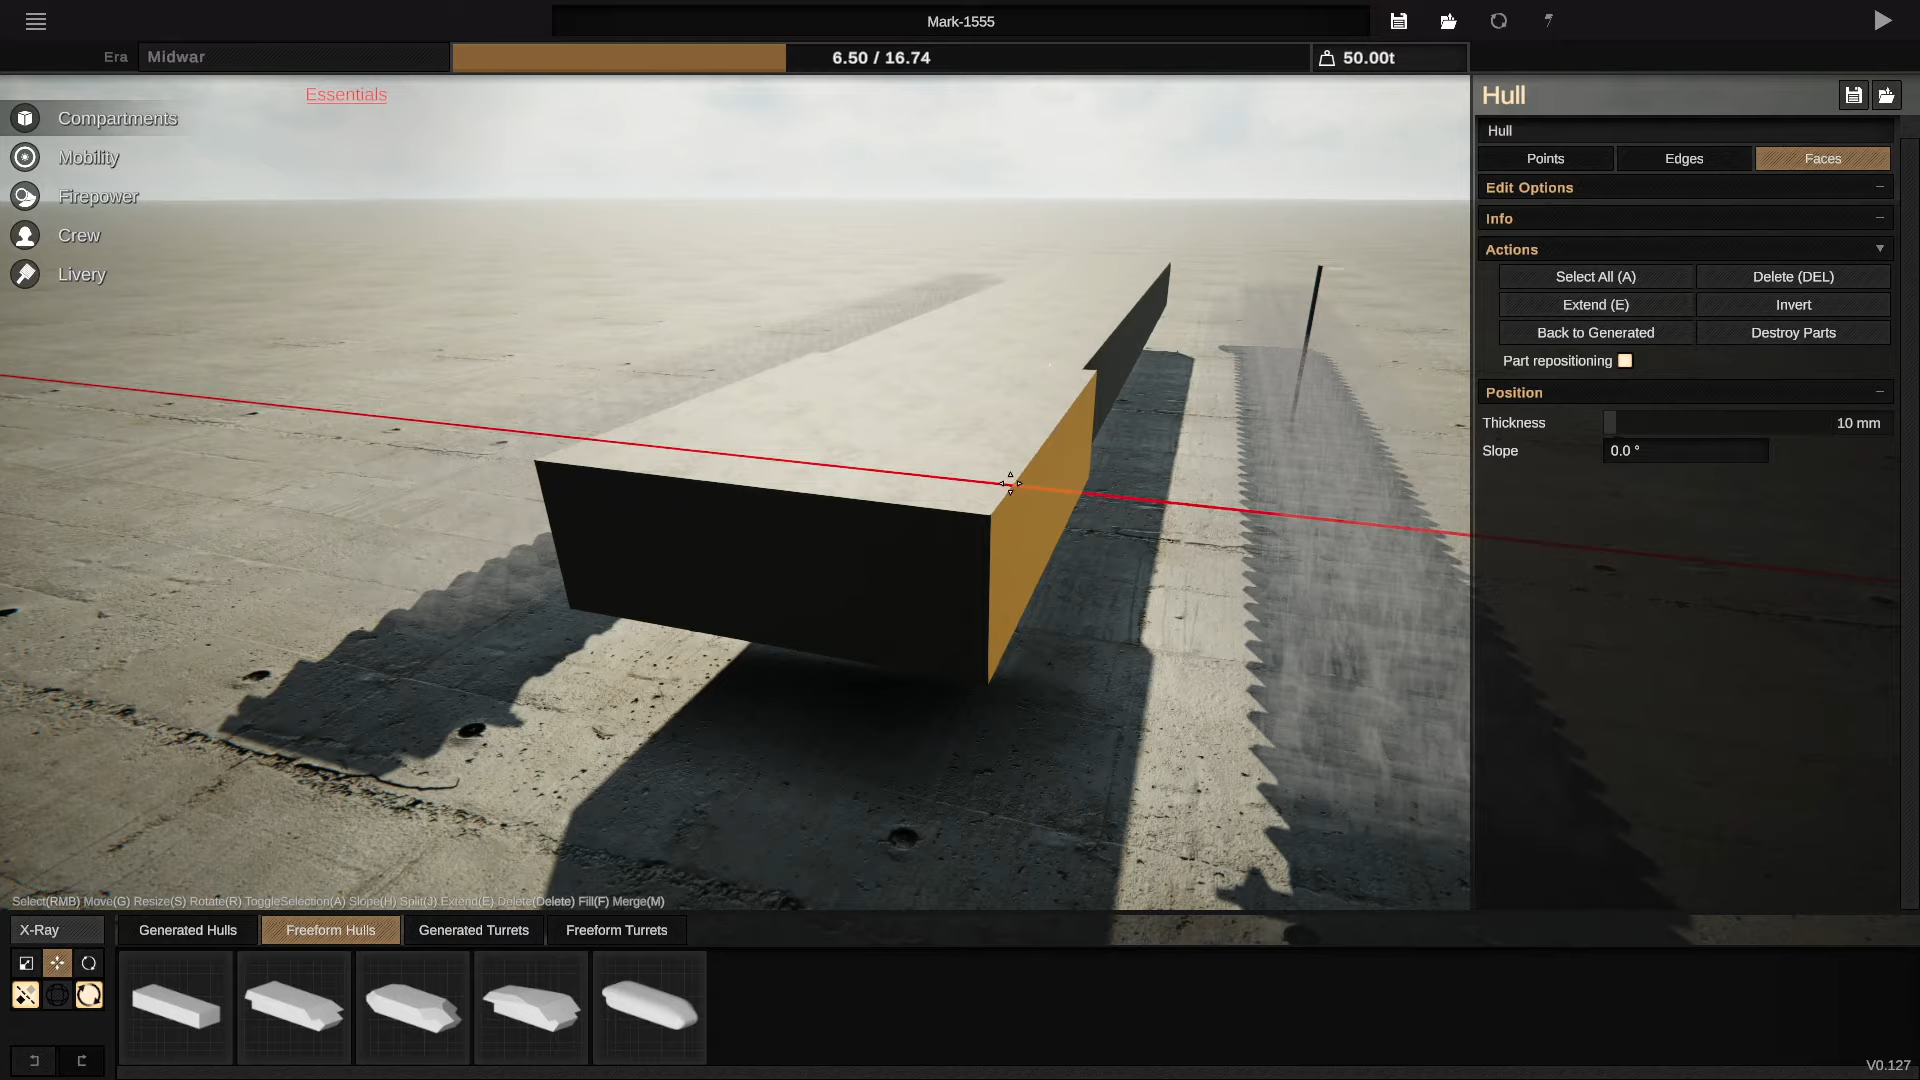 Mark-1555
Era
Midwar
6.50 / 16.74
50.00t
Essentials
Compartments
Mobility
Firepower
Crew
Livery
Hull
Hull
Points
Edges
Faces
Edit Options
Info
Actions
Select All (A)
Delete (DEL)
Extend (E)
Invert
Back to Generated
Destroy Parts
Part repositioning
Position
Thickness
10 mm
Slope
0.0 °
Select(RMB) Move(G) Resize(S) Rotate(R) ToggleSelection(A) Slope(H) Split(J) Extend(E) Delete(Delete) Fill(F) Merge(M)
X-Ray
Generated Hulls
Freeform Hulls
Generated Turrets
Freeform Turrets
V0.127